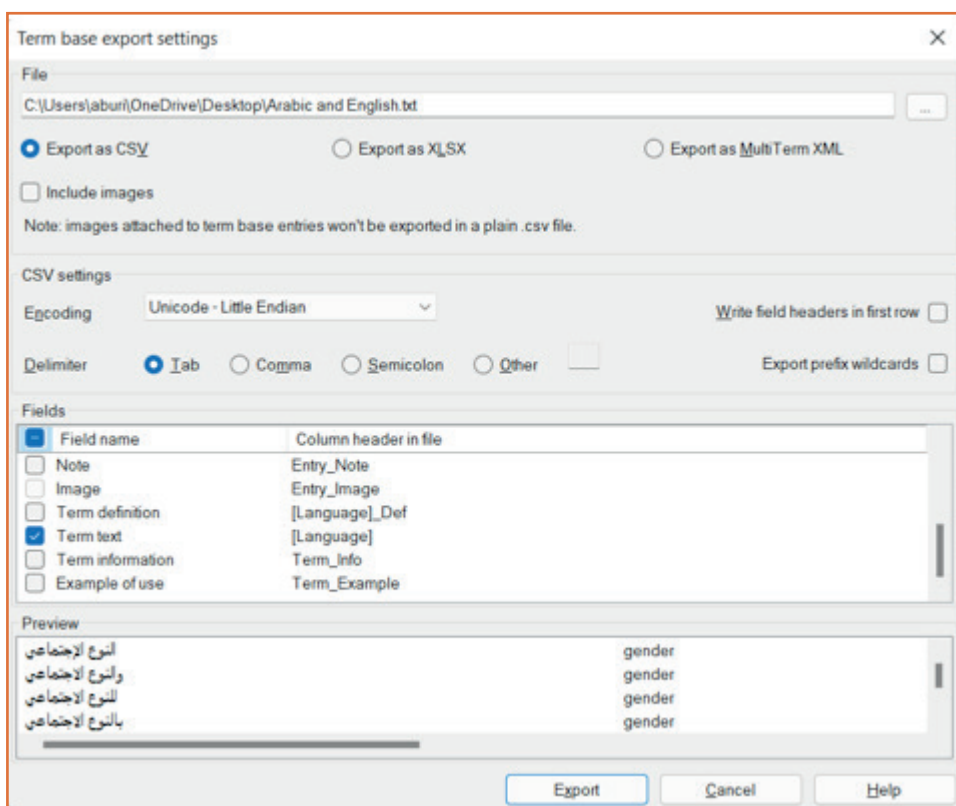 Term base export settings
File
C:\Users\aburi\OneDrive\Desktop\Arabic and English.txt ...
Export as CSV Export as XLSX Export as MultiTerm XML
Include images
Note: images attached to term base entries won't be exported in a plain .csv file.
CSV settings
Encoding Unicode - Little Endian Write field headers in first row
Delimiter Tab Comma Semicolon Other Export prefix wildcards
Fields
Field name Column header in file
Note Entry_Note
Image Entry_Image
Term definition [Language]_Def
Term text [Language]
Term information Term_Info
Example of use Term_Example
Preview
النوع الإجتماعي gender
والنوع الاجتماعي gender
للنوع الاجتماعي gender
بالنوع الاجتماعي gender
Export Cancel Help